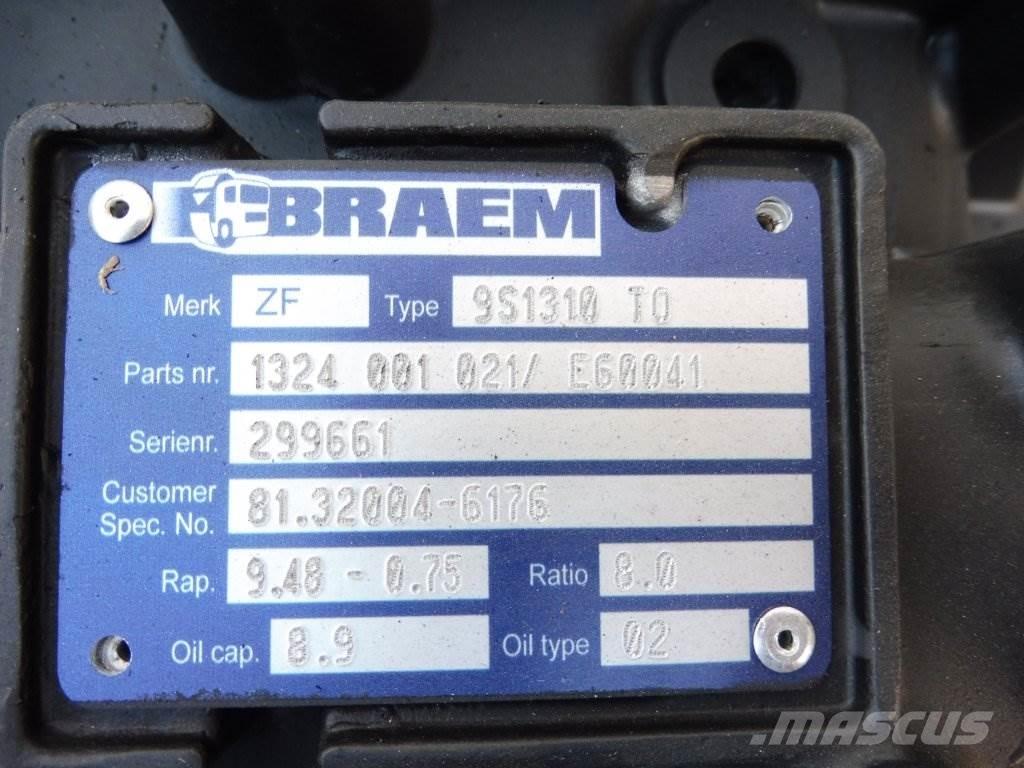 BRAEM
Merk ZF Type 9S1310 TO
Parts nr. 1324 001 021/ E60041
Serienr. 299661
Customer
Spec. No. 81.32004-6176
Rap. 9.48 - 0.75 Ratio 8.0
Oil cap. 8.9 Oil type 02
MASCUS